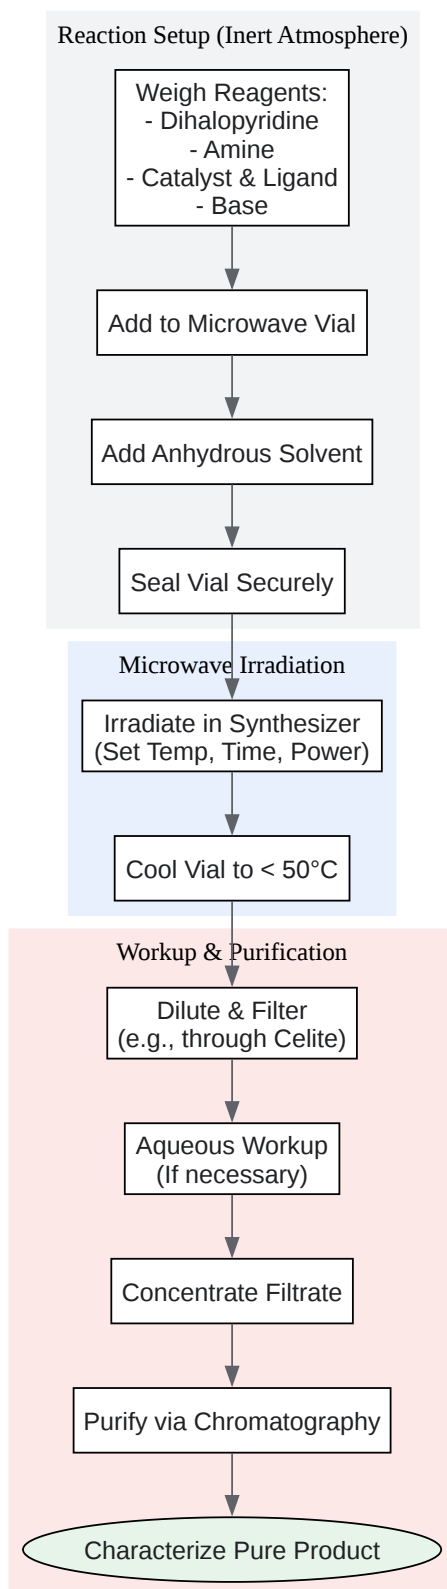 Reaction Setup (Inert Atmosphere)
Weigh Reagents:
- Dihalopyridine
- Amine
- Catalyst & Ligand
- Base
Add to Microwave Vial
Add Anhydrous Solvent
Seal Vial Securely
Microwave Irradiation
Irradiate in Synthesizer
(Set Temp, Time, Power)
Cool Vial to < 50°C
Workup & Purification
Dilute & Filter
(e.g., through Celite)
Aqueous Workup
(If necessary)
Concentrate Filtrate
Purify via Chromatography
Characterize Pure Product